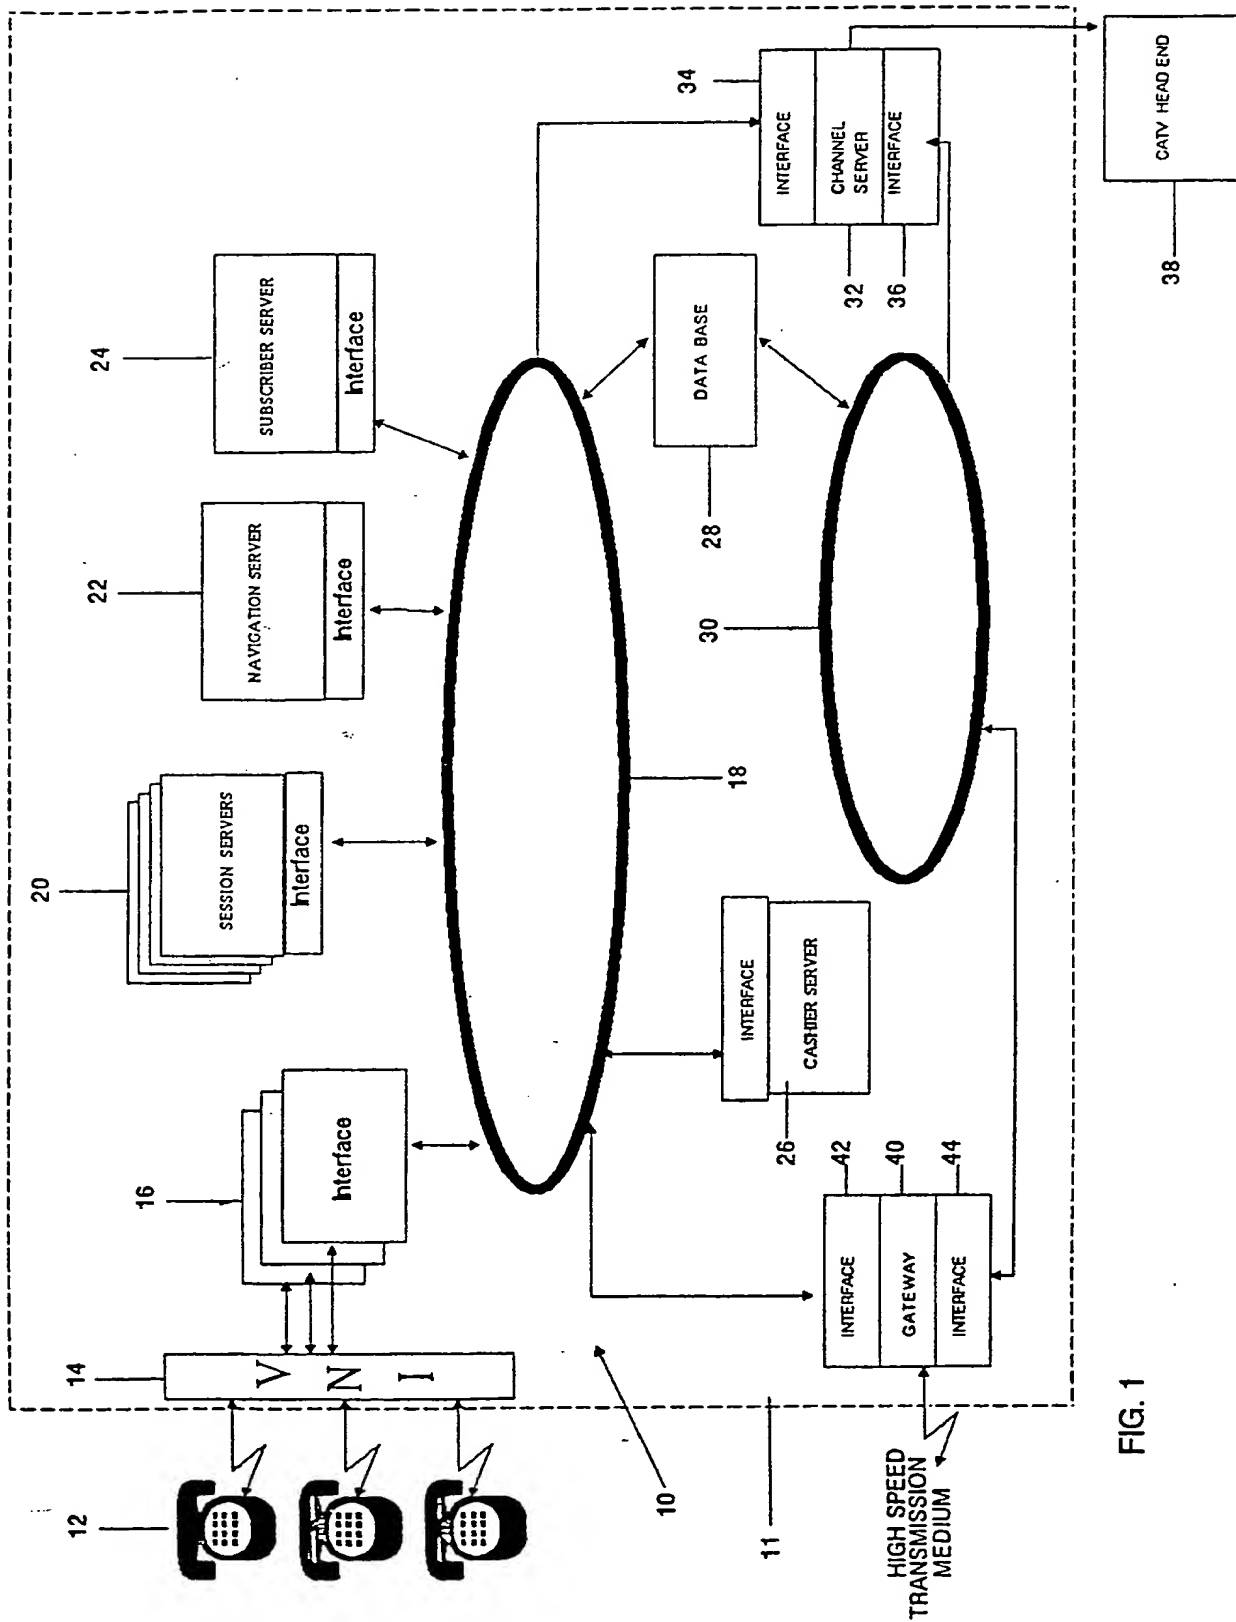 12
14
V N I
16
Interface
20
SESSION SERVERS
Interface
22
NAVIGATION SERVER
Interface
24
SUBSCRIBER SERVER
Interface
10
11
18
26
INTERFACE
CASHIER SERVER
28
DATA BASE
30
34
INTERFACE
CHANNEL
SERVER
INTERFACE
32
36
42
40
44
INTERFACE
GATEWAY
INTERFACE
HIGH SPEED
TRANSMISSION
MEDIUM
38
CATV HEAD END
FIG. 1